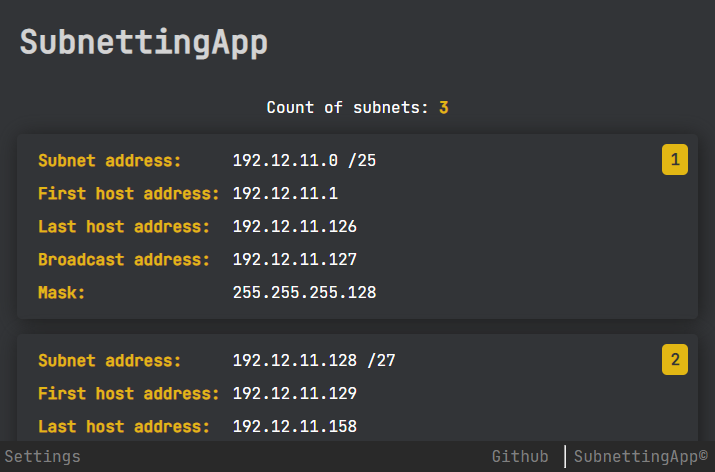 SubnettingApp
Count of subnets: 3
Subnet address: 192.12.11.0 /25 1
First host address: 192.12.11.1
Last host address: 192.12.11.126
Broadcast address: 192.12.11.127
Mask: 255.255.255.128
Subnet address: 192.12.11.128 /27 2
First host address: 192.12.11.129
Last host address: 192.12.11.158
Settings Github SubnettingApp©